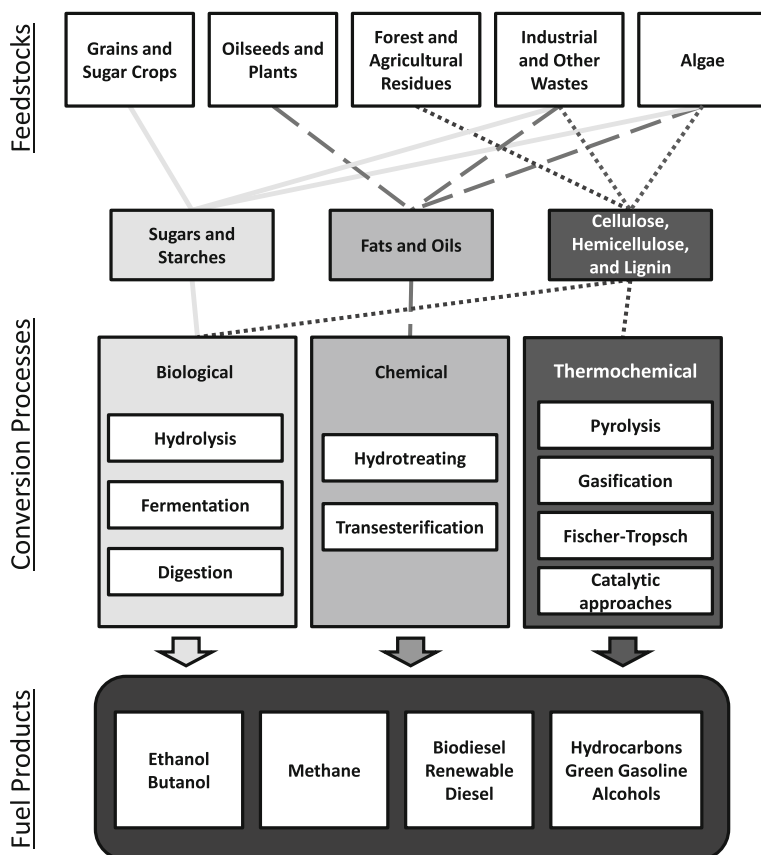 Feedstocks
Grains and
Sugar Crops
Oilseeds and
Plants
Forest and
Agricultural
Residues
Industrial
and Other
Wastes
Algae
Sugars and
Starches
Fats and Oils
Cellulose,
Hemicellulose,
and Lignin
Conversion Processes
Biological
Hydrolysis
Fermentation
Digestion
Chemical
Hydrotreating
Transesterification
Thermochemical
Pyrolysis
Gasification
Fischer-Tropsch
Catalytic
approaches
Fuel Products
Ethanol
Butanol
Methane
Biodiesel
Renewable
Diesel
Hydrocarbons
Green Gasoline
Alcohols